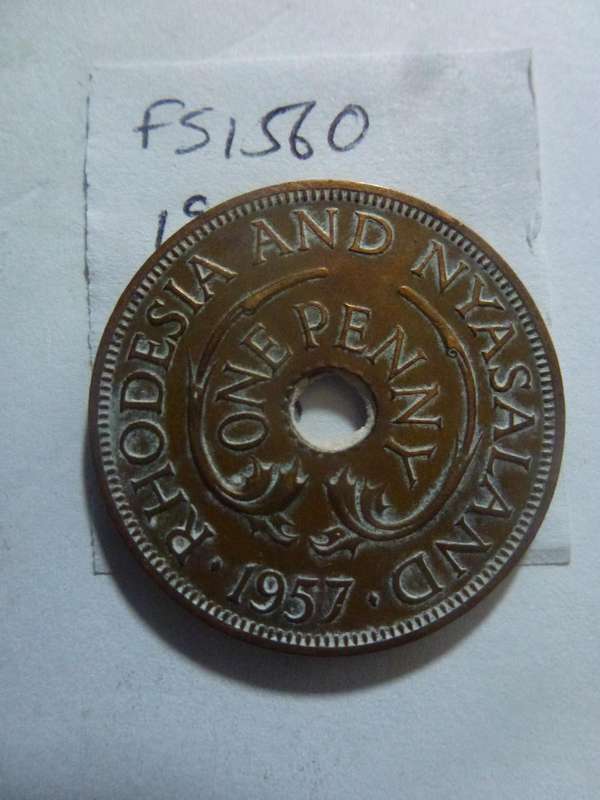 FS1560
RHODESIA AND NYASALAND
ONE PENNY
· 1957 ·